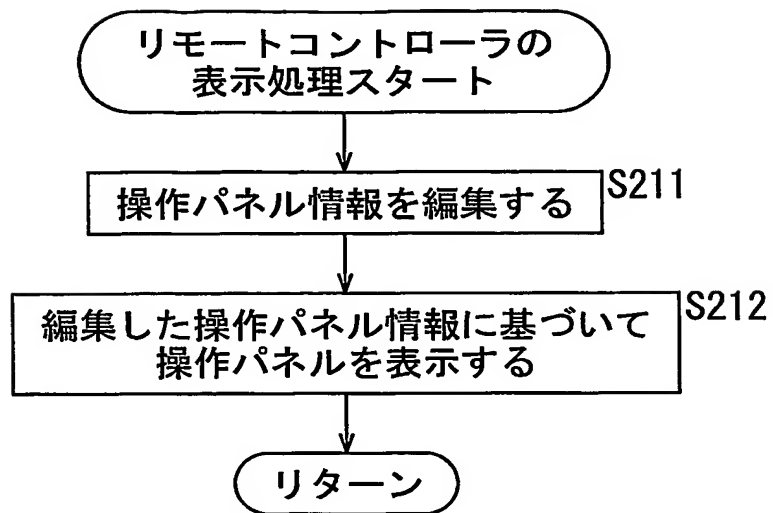 リモートコントローラの
表示処理スタート
操作パネル情報を編集する
S211
編集した操作パネル情報に基づいて
操作パネルを表示する
S212
リターン